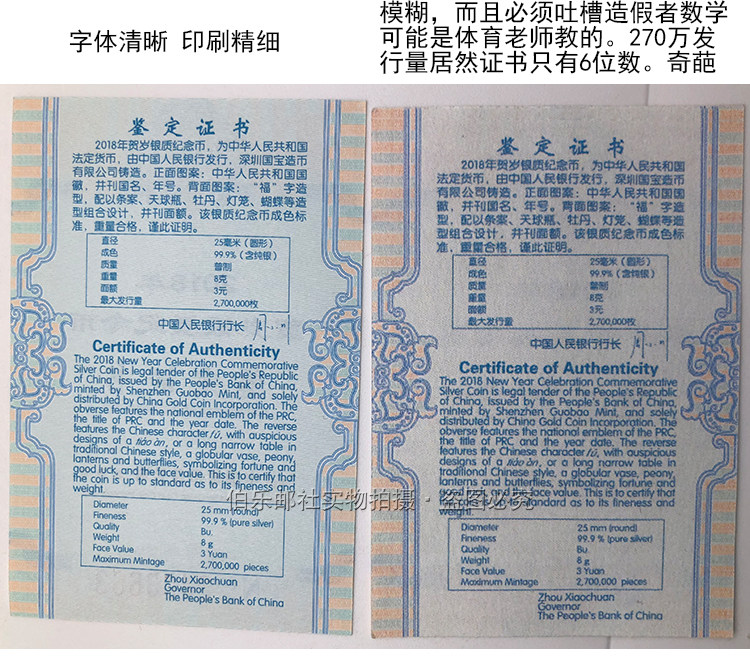 字体清晰 印刷精细
模糊，而且必须吐槽造假者数学
可能是体育老师教的。270万发
行量居然证书只有6位数。奇葩
鉴定证书
2018年贺岁银质纪念币，为中华人民共和国
法定货币，由中国人民银行发行，深圳国宝造币
有限公司铸造。正面图案：中华人民共和国国
徽，并刊国名、年号。背面图案：“福”字造
型，配以条案、天球瓶、牡丹、灯笼、蝴蝶等造
型组合设计，并刊面额。该银质纪念币成色标
准，重量合格，谨此证明。
直径 25毫米（圆形）
成色 99.9%（含纯银）
质量 普制
重量 8克
面额 3元
最大发行量 2,700,000枚
中国人民银行行长
Certificate of Authenticity
The 2018 New Year Celebration Commemorative
Silver Coin is legal tender of the People's Republic
of China, issued by the People's Bank of China,
minted by Shenzhen Guobao Mint, and solely
distributed by China Gold Coin Incorporation. The
obverse features the national emblem of the PRC,
the title of PRC and the year date. The reverse
features the Chinese character fú, with auspicious
designs of a tiáo àn, or a long narrow table in
traditional Chinese style, a globular vase, peony,
lanterns and butterflies, symbolizing fortune and
good luck, and the face value. This is to certify that
the coin is up to standard as to its fineness and
weight.
Diameter 25 mm (round)
Fineness 99.9 % (pure silver)
Quality Bu.
Weight 8 g
Face Value 3 Yuan
Maximum Mintage 2,700,000 pieces
Zhou Xiaochuan
Governor
The People's Bank of China
鉴定证书
2018年贺岁银质纪念币，为中华人民共和国
法定货币，由中国人民银行发行，深圳国宝造币
有限公司铸造。正面图案：中华人民共和国国
徽，并刊国名、年号。背面图案：“福”字造
型，配以条案、天球瓶、牡丹、灯笼、蝴蝶等造
型组合设计，并刊面额。该银质纪念币成色标
准，重量合格，谨此证明。
直径 25毫米（圆形）
成色 99.9%（含纯银）
质量 普制
重量 8克
面额 3元
最大发行量 2,700,000枚
中国人民银行行长
Certificate of Authenticity
The 2018 New Year Celebration Commemorative
Silver Coin is legal tender of the People's Republic
of China, issued by the People's Bank of China,
minted by Shenzhen Guobao Mint, and solely
distributed by China Gold Coin Incorporation. The
obverse features the national emblem of the PRC,
the title of PRC and the year date. The reverse
features the Chinese character fú, with auspicious
designs of a tiáo àn, or a long narrow table in
traditional Chinese style, a globular vase, peony,
lanterns and butterflies, symbolizing fortune and
face value. This is to certify that
standard as to its fineness and
weight.
Diameter 25 mm (round)
Fineness 99.9 % (pure silver)
Quality Bu
Weight 8 g
Face Value 3 Yuan
Maximum Mintage 2,700,000 pieces
Zhou Xiaochuan
Governor
The People's Bank of China
伯乐邮社实物拍摄·盗图必究